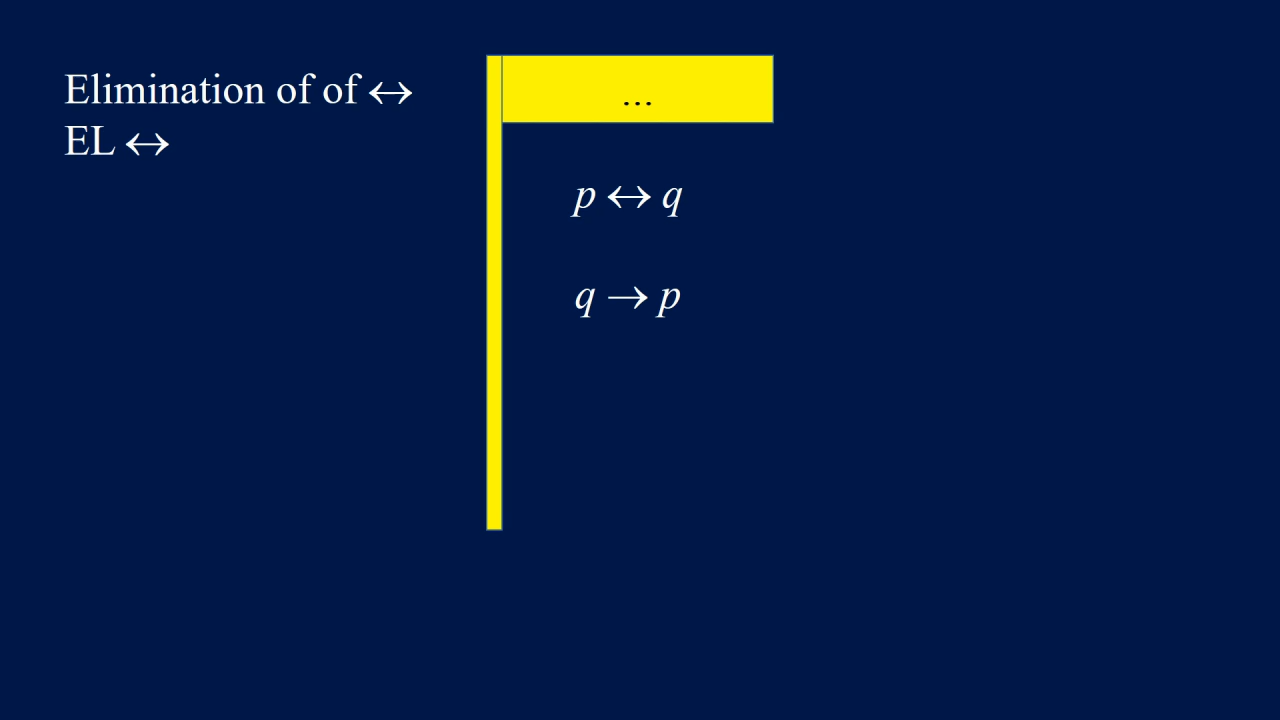 Elimination of of ↔
EL ↔
...
p ↔ q
q → p